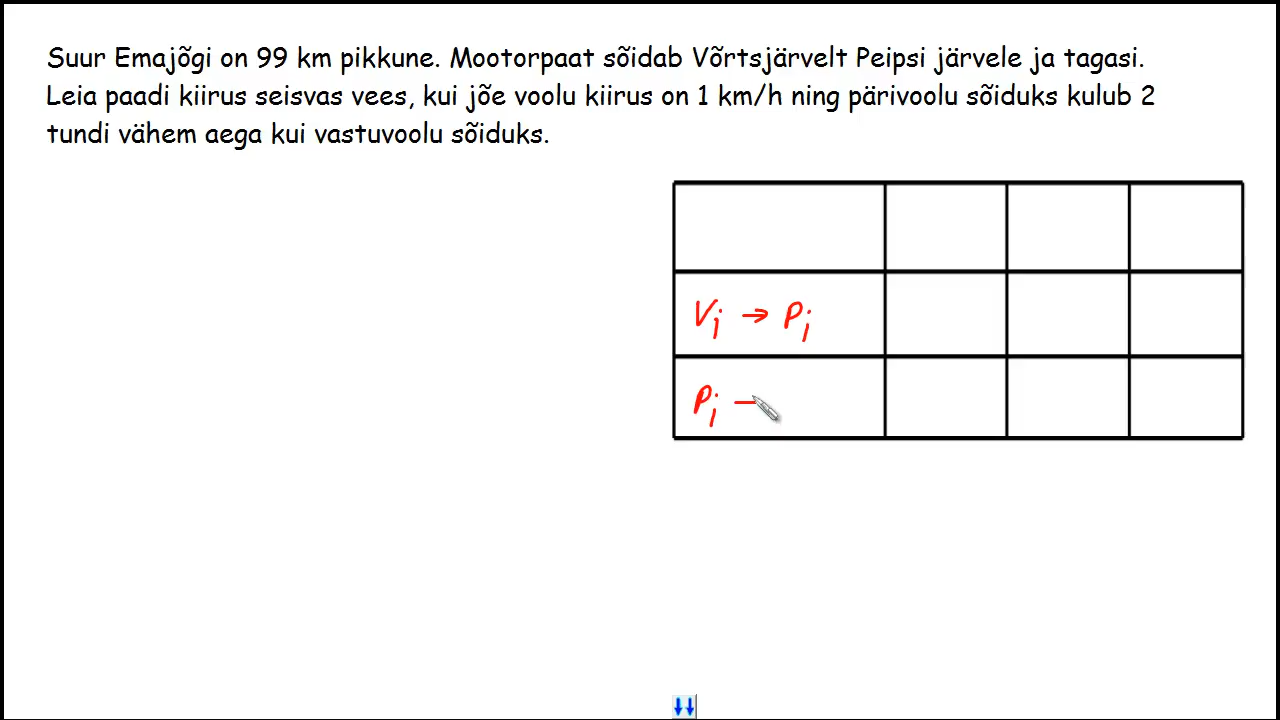 Suur Emajõgi on 99 km pikkune. Mootorpaat sõidab Võrtsjärvelt Peipsi järvele ja tagasi.
Leia paadi kiirus seisvas vees, kui jõe voolu kiirus on 1 km/h ning pärivoolu sõiduks kulub 2
tundi vähem aega kui vastuvoolu sõiduks.
Vj → Pj
Pj –